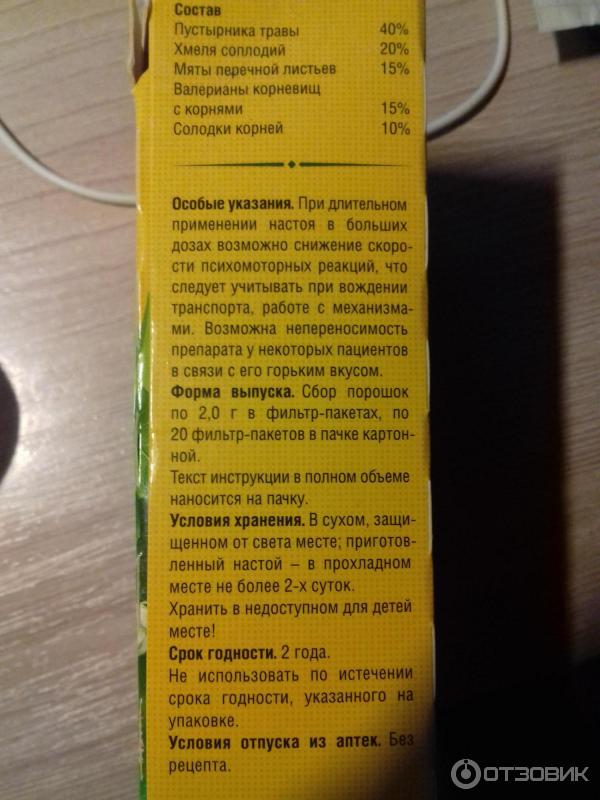 Состав
Пустырника травы 40%
Хмеля соплодий 20%
Мяты перечной листьев 15%
Валерианы корневищ
с корнями 15%
Солодки корней 10%
Особые указания. При длительном
применении настоя в больших
дозах возможно снижение скоро-
сти психомоторных реакций, что
следует учитывать при вождении
транспорта, работе с механизма-
ми. Возможна непереносимость
препарата у некоторых пациентов
в связи с его горьким вкусом.
Форма выпуска. Сбор порошок
по 2,0 г в фильтр-пакетах, по
20 фильтр-пакетов в пачке картон-
ной.
Текст инструкции в полном объеме
наносится на пачку.
Условия хранения. В сухом, защи-
щенном от света месте; приготов-
ленный настой – в прохладном
месте не более 2-х суток.
Хранить в недоступном для детей
месте!
Срок годности. 2 года.
Не использовать по истечении
срока годности, указанного на
упаковке.
Условия отпуска из аптек. Без
рецепта.
ОТЗОВИК